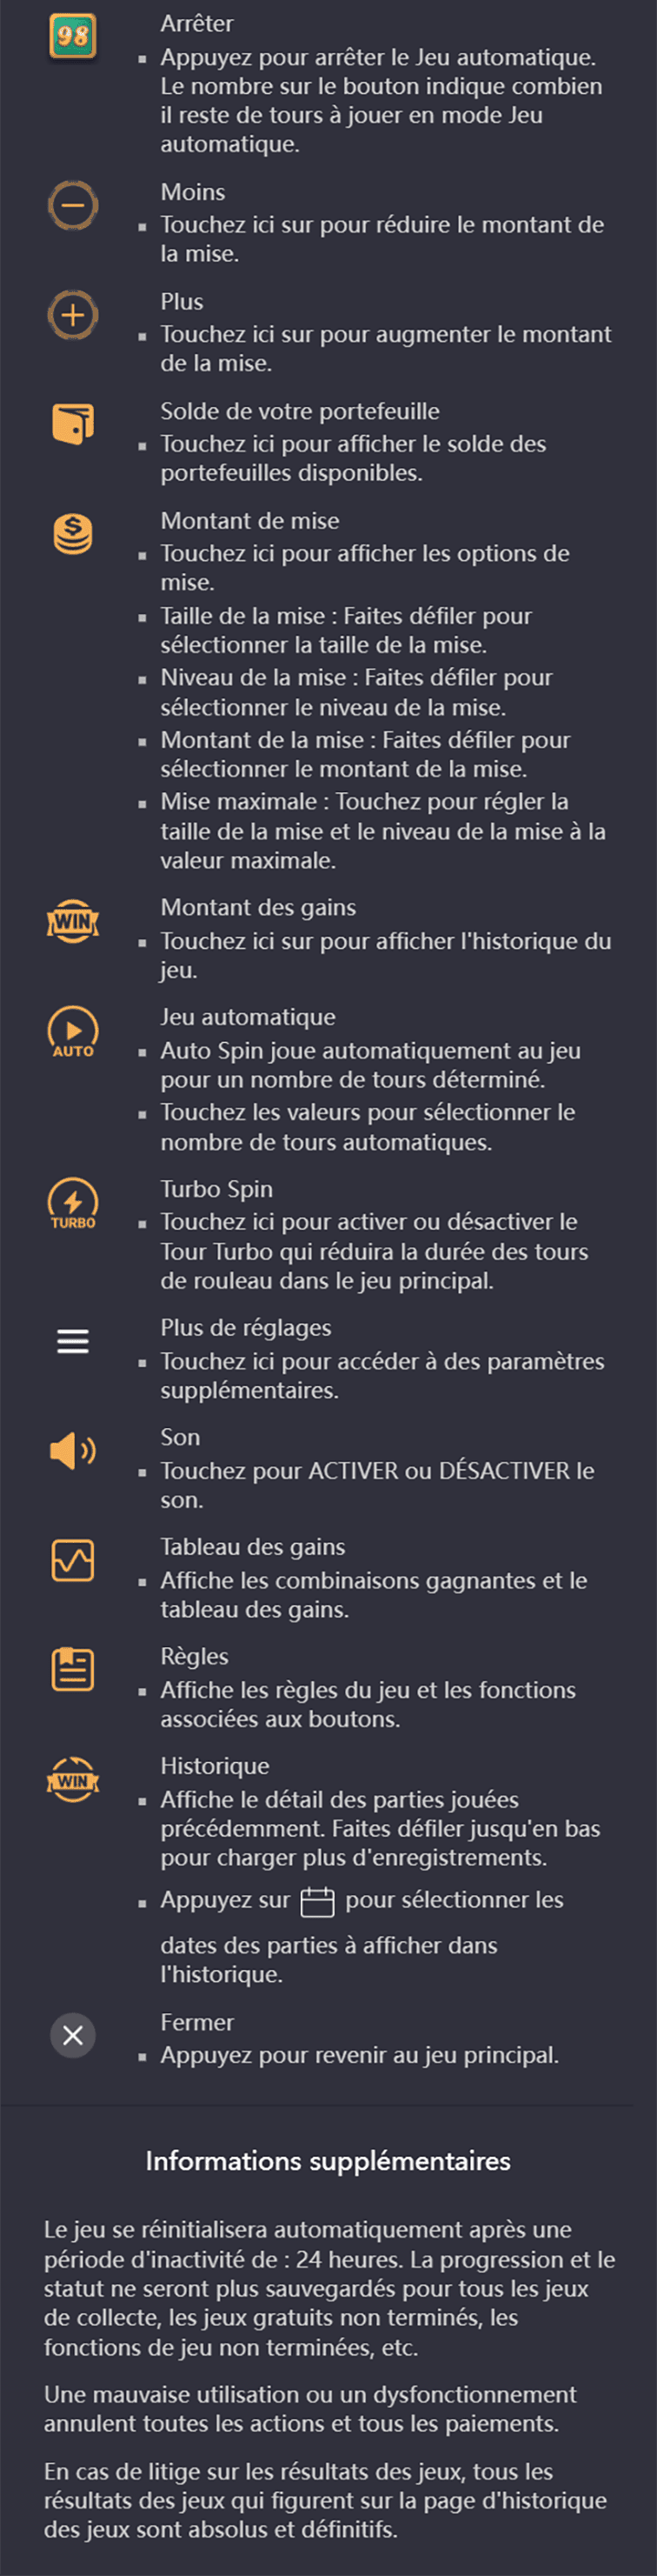 98
Arrêter
Appuyez pour arrêter le Jeu automatique.
Le nombre sur le bouton indique combien
il reste de tours à jouer en mode Jeu
automatique.
Moins
Touchez ici sur pour réduire le montant de
la mise.
Plus
Touchez ici sur pour augmenter le montant
de la mise.
Solde de votre portefeuille
Touchez ici pour afficher le solde des
portefeuilles disponibles.
$
Montant de mise
Touchez ici pour afficher les options de
mise.
Taille de la mise : Faites défiler pour
sélectionner la taille de la mise.
Niveau de la mise : Faites défiler pour
sélectionner le niveau de la mise.
Montant de la mise : Faites défiler pour
sélectionner le montant de la mise.
Mise maximale : Touchez pour régler la
taille de la mise et le niveau de la mise à la
valeur maximale.
WIN
Montant des gains
Touchez ici sur pour afficher l'historique du
jeu.
AUTO
Jeu automatique
Auto Spin joue automatiquement au jeu
pour un nombre de tours déterminé.
Touchez les valeurs pour sélectionner le
nombre de tours automatiques.
TURBO
Turbo Spin
Touchez ici pour activer ou désactiver le
Tour Turbo qui réduira la durée des tours
de rouleau dans le jeu principal.
Plus de réglages
Touchez ici pour accéder à des paramètres
supplémentaires.
Son
Touchez pour ACTIVER ou DÉSACTIVER le
son.
Tableau des gains
Affiche les combinaisons gagnantes et le
tableau des gains.
Règles
Affiche les règles du jeu et les fonctions
associées aux boutons.
WIN
Historique
Affiche le détail des parties jouées
précédemment. Faites défiler jusqu'en bas
pour charger plus d'enregistrements.
Appuyez sur pour sélectionner les
dates des parties à afficher dans
l'historique.
Fermer
Appuyez pour revenir au jeu principal.
Informations supplémentaires
Le jeu se réinitialisera automatiquement après une
période d'inactivité de : 24 heures. La progression et le
statut ne seront plus sauvegardés pour tous les jeux
de collecte, les jeux gratuits non terminés, les
fonctions de jeu non terminées, etc.
Une mauvaise utilisation ou un dysfonctionnement
annulent toutes les actions et tous les paiements.
En cas de litige sur les résultats des jeux, tous les
résultats des jeux qui figurent sur la page d'historique
des jeux sont absolus et définitifs.